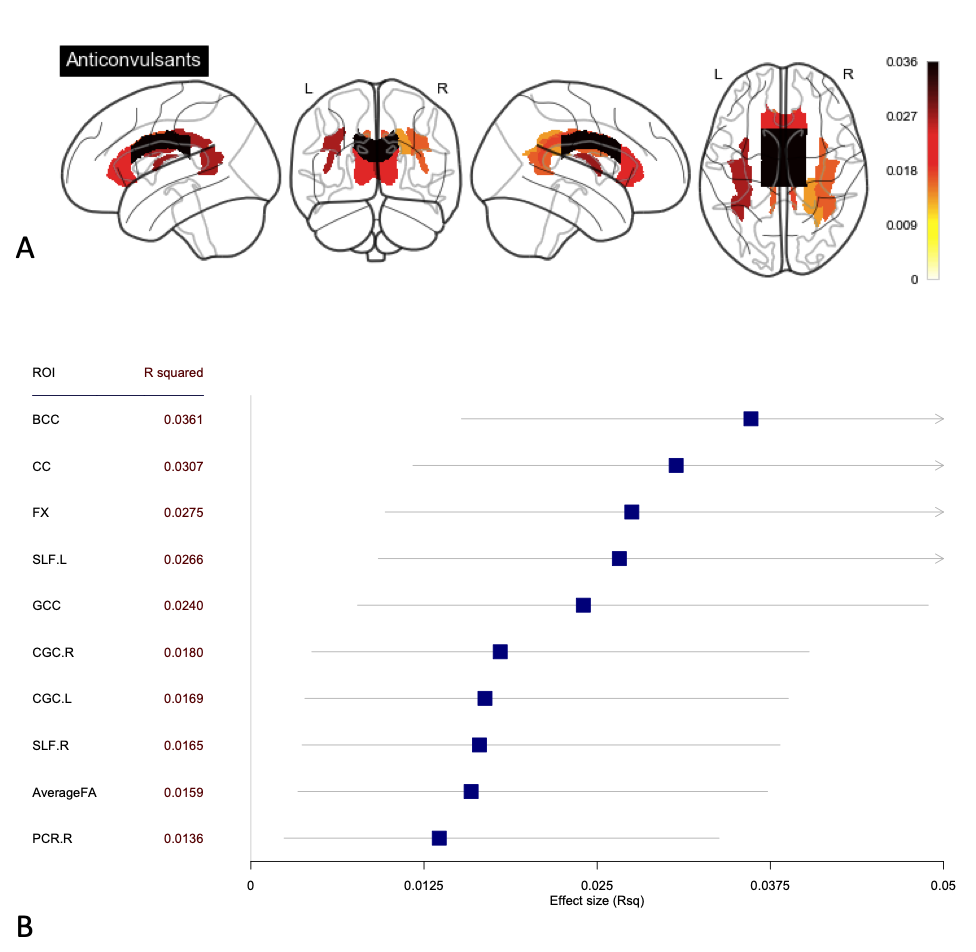 Anticonvulsants
L R L R
0.036
0.027
0.018
0.009
0
A
ROI R squared
BCC 0.0361
CC 0.0307
FX 0.0275
SLF.L 0.0266
GCC 0.0240
CGC.R 0.0180
CGC.L 0.0169
SLF.R 0.0165
AverageFA 0.0159
PCR.R 0.0136
0 0.0125 0.025 0.0375 0.05
Effect size (Rsq)
B